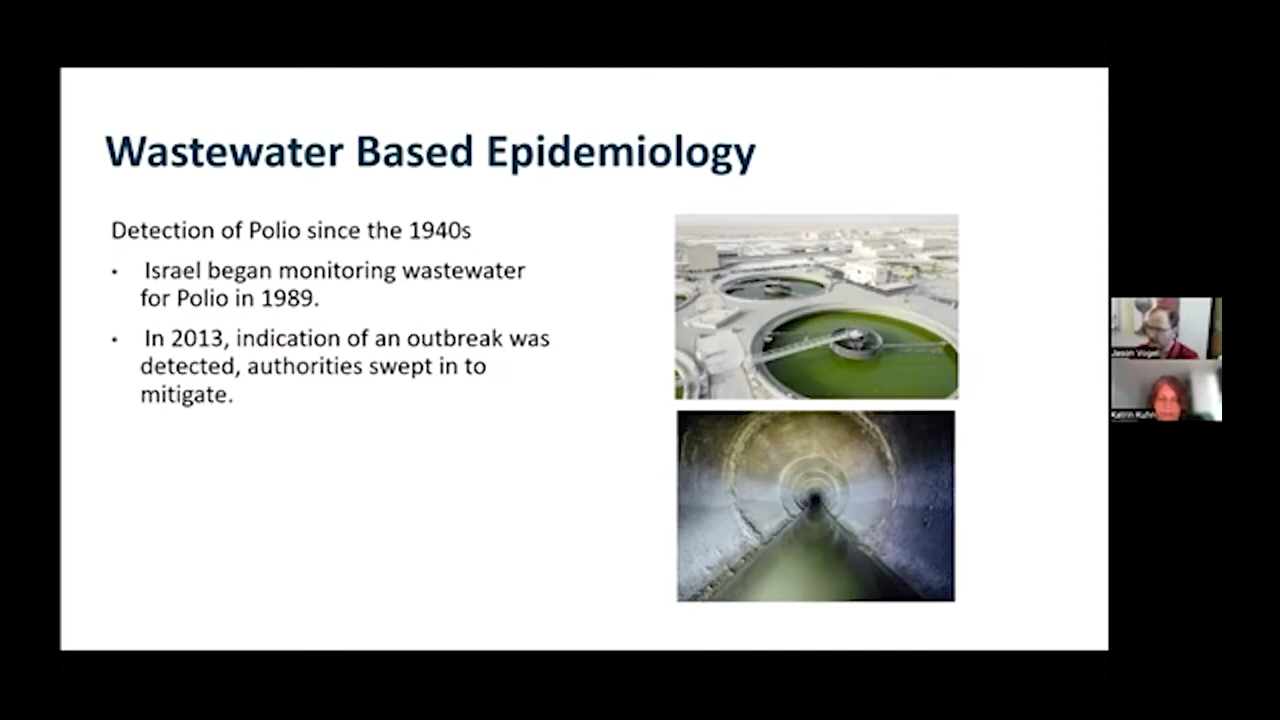 Wastewater Based Epidemiology
Detection of Polio since the 1940s
• Israel began monitoring wastewater
for Polio in 1989.
• In 2013, indication of an outbreak was
detected, authorities swept in to
mitigate.
Jason Vogel
Katrin Kuhn